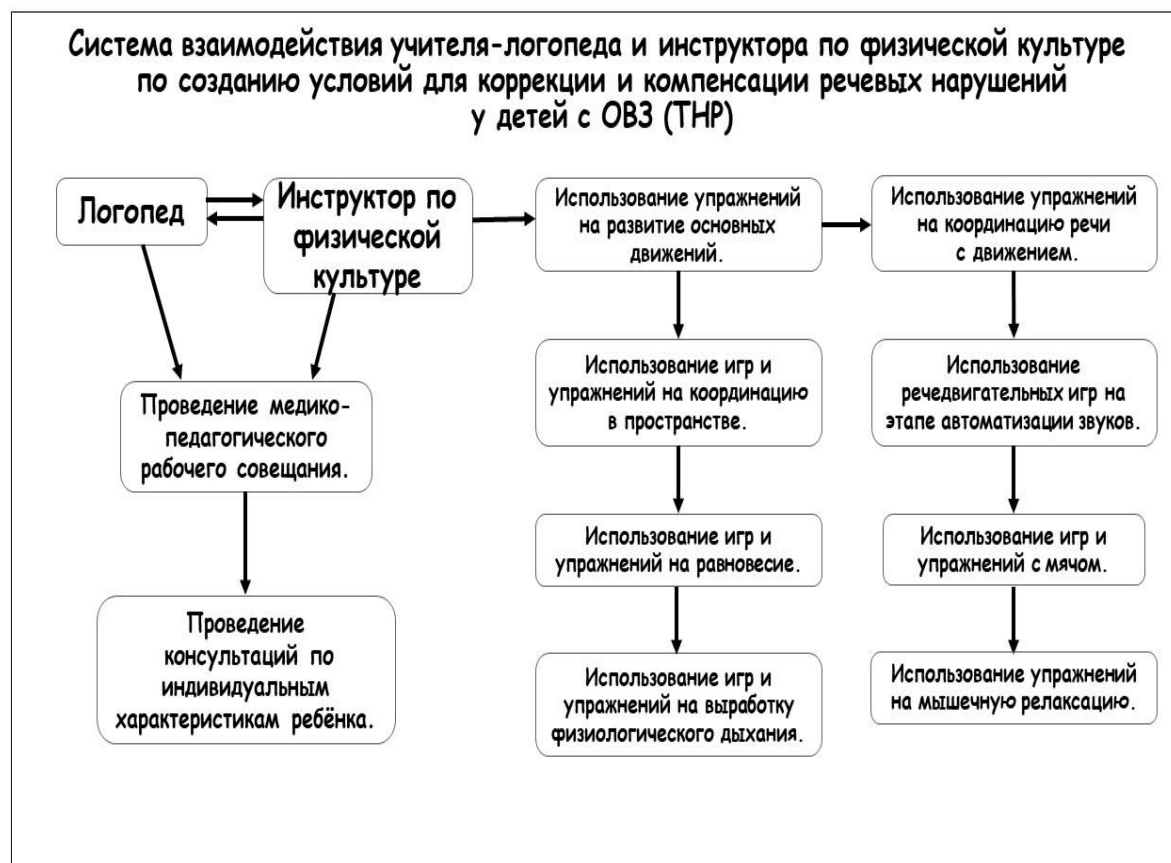 Система взаимодействия учителя-логопеда и инструктора по физической культуре
по созданию условий для коррекции и компенсации речевых нарушений
у детей с ОВЗ (ТНР)
Логопед
Инструктор по
физической
культуре
Использование упражнений
на развитие основных
движений.
Использование упражнений
на координацию речи
с движением.
Проведение медико-
педагогического
рабочего совещания.
Использование игр и
упражнений на координацию
в пространстве.
Использование
речедвигательных игр на
этапе автоматизации звуков.
Использование игр и
упражнений на равновесие.
Использование игр и
упражнений с мячом.
Проведение
консультаций по
индивидуальным
характеристикам ребёнка.
Использование игр и
упражнений на выработку
физиологического дыхания.
Использование упражнений
на мышечную релаксацию.